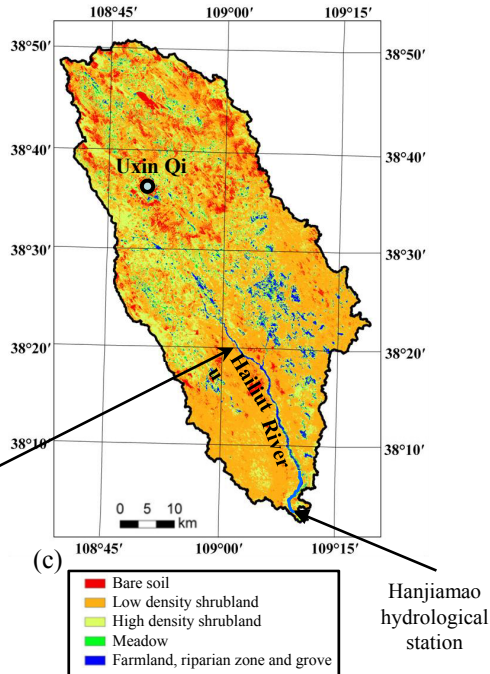 108°45′ 109°00′ 109°15′
38°50′
38°50′
38°40′
38°40′
Uxin Qi
38°30′
38°30′
38°20′
38°20′
Hailiut River
u
38°10′
38°10′
0 5 10
km
108°45′ 109°00′ 109°15′
(c)
Bare soil
Low density shrubland
High density shrubland
Meadow
Farmland, riparian zone and grove
Hanjiamao
hydrological
station